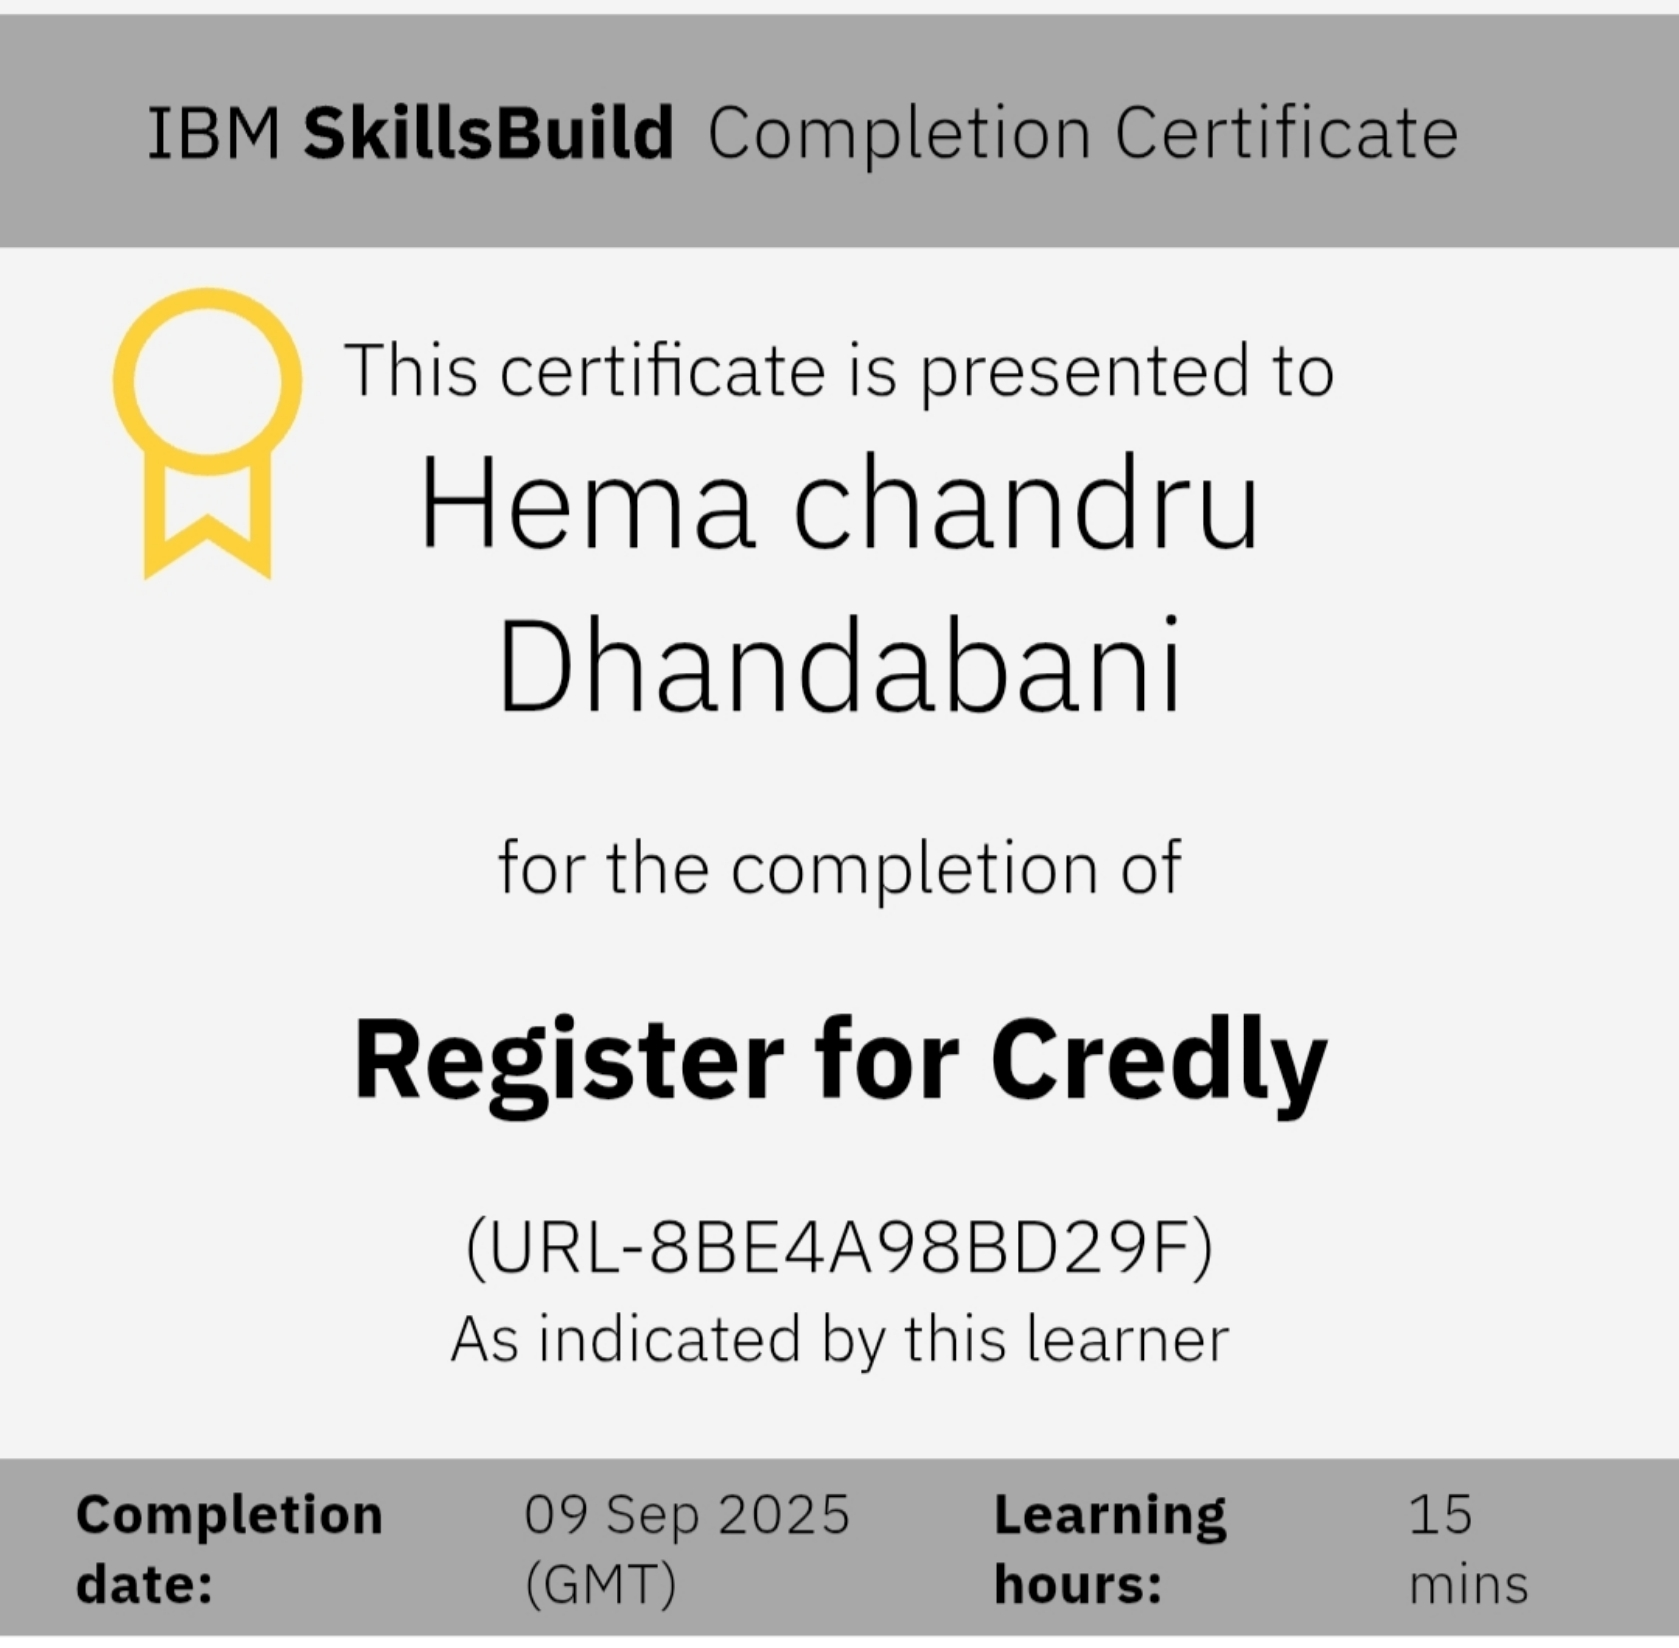 IBM SkillsBuild Completion Certificate
This certificate is presented to
Hema chandru
Dhandabani
for the completion of
Register for Credly
(URL-8BE4A98BD29F)
As indicated by this learner
Completion date: 09 Sep 2025 (GMT) Learning hours: 15 mins